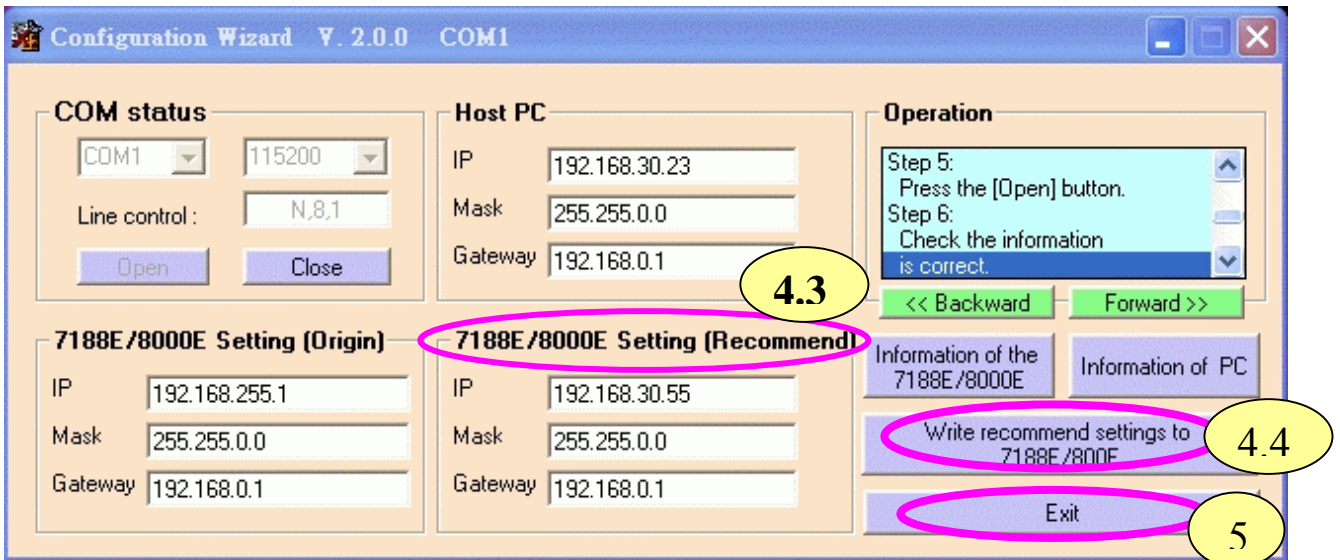 Configuration Wizard V. 2.0.0 COM1
COM status
COM1 115200
Line control : N,8,1
Open Close
Host PC
IP 192.168.30.23
Mask 255.255.0.0
Gateway 192.168.0.1
4.3
Operation
Step 5:
Press the [Open] button.
Step 6:
Check the information
is correct.
<< Backward Forward >>
7188E/8000E Setting (Origin)
IP 192.168.255.1
Mask 255.255.0.0
Gateway 192.168.0.1
7188E/8000E Setting (Recommend)
IP 192.168.30.55
Mask 255.255.0.0
Gateway 192.168.0.1
Information of the
7188E/8000E
Information of PC
Write recommend settings to
7188E/800E
4.4
Exit
5